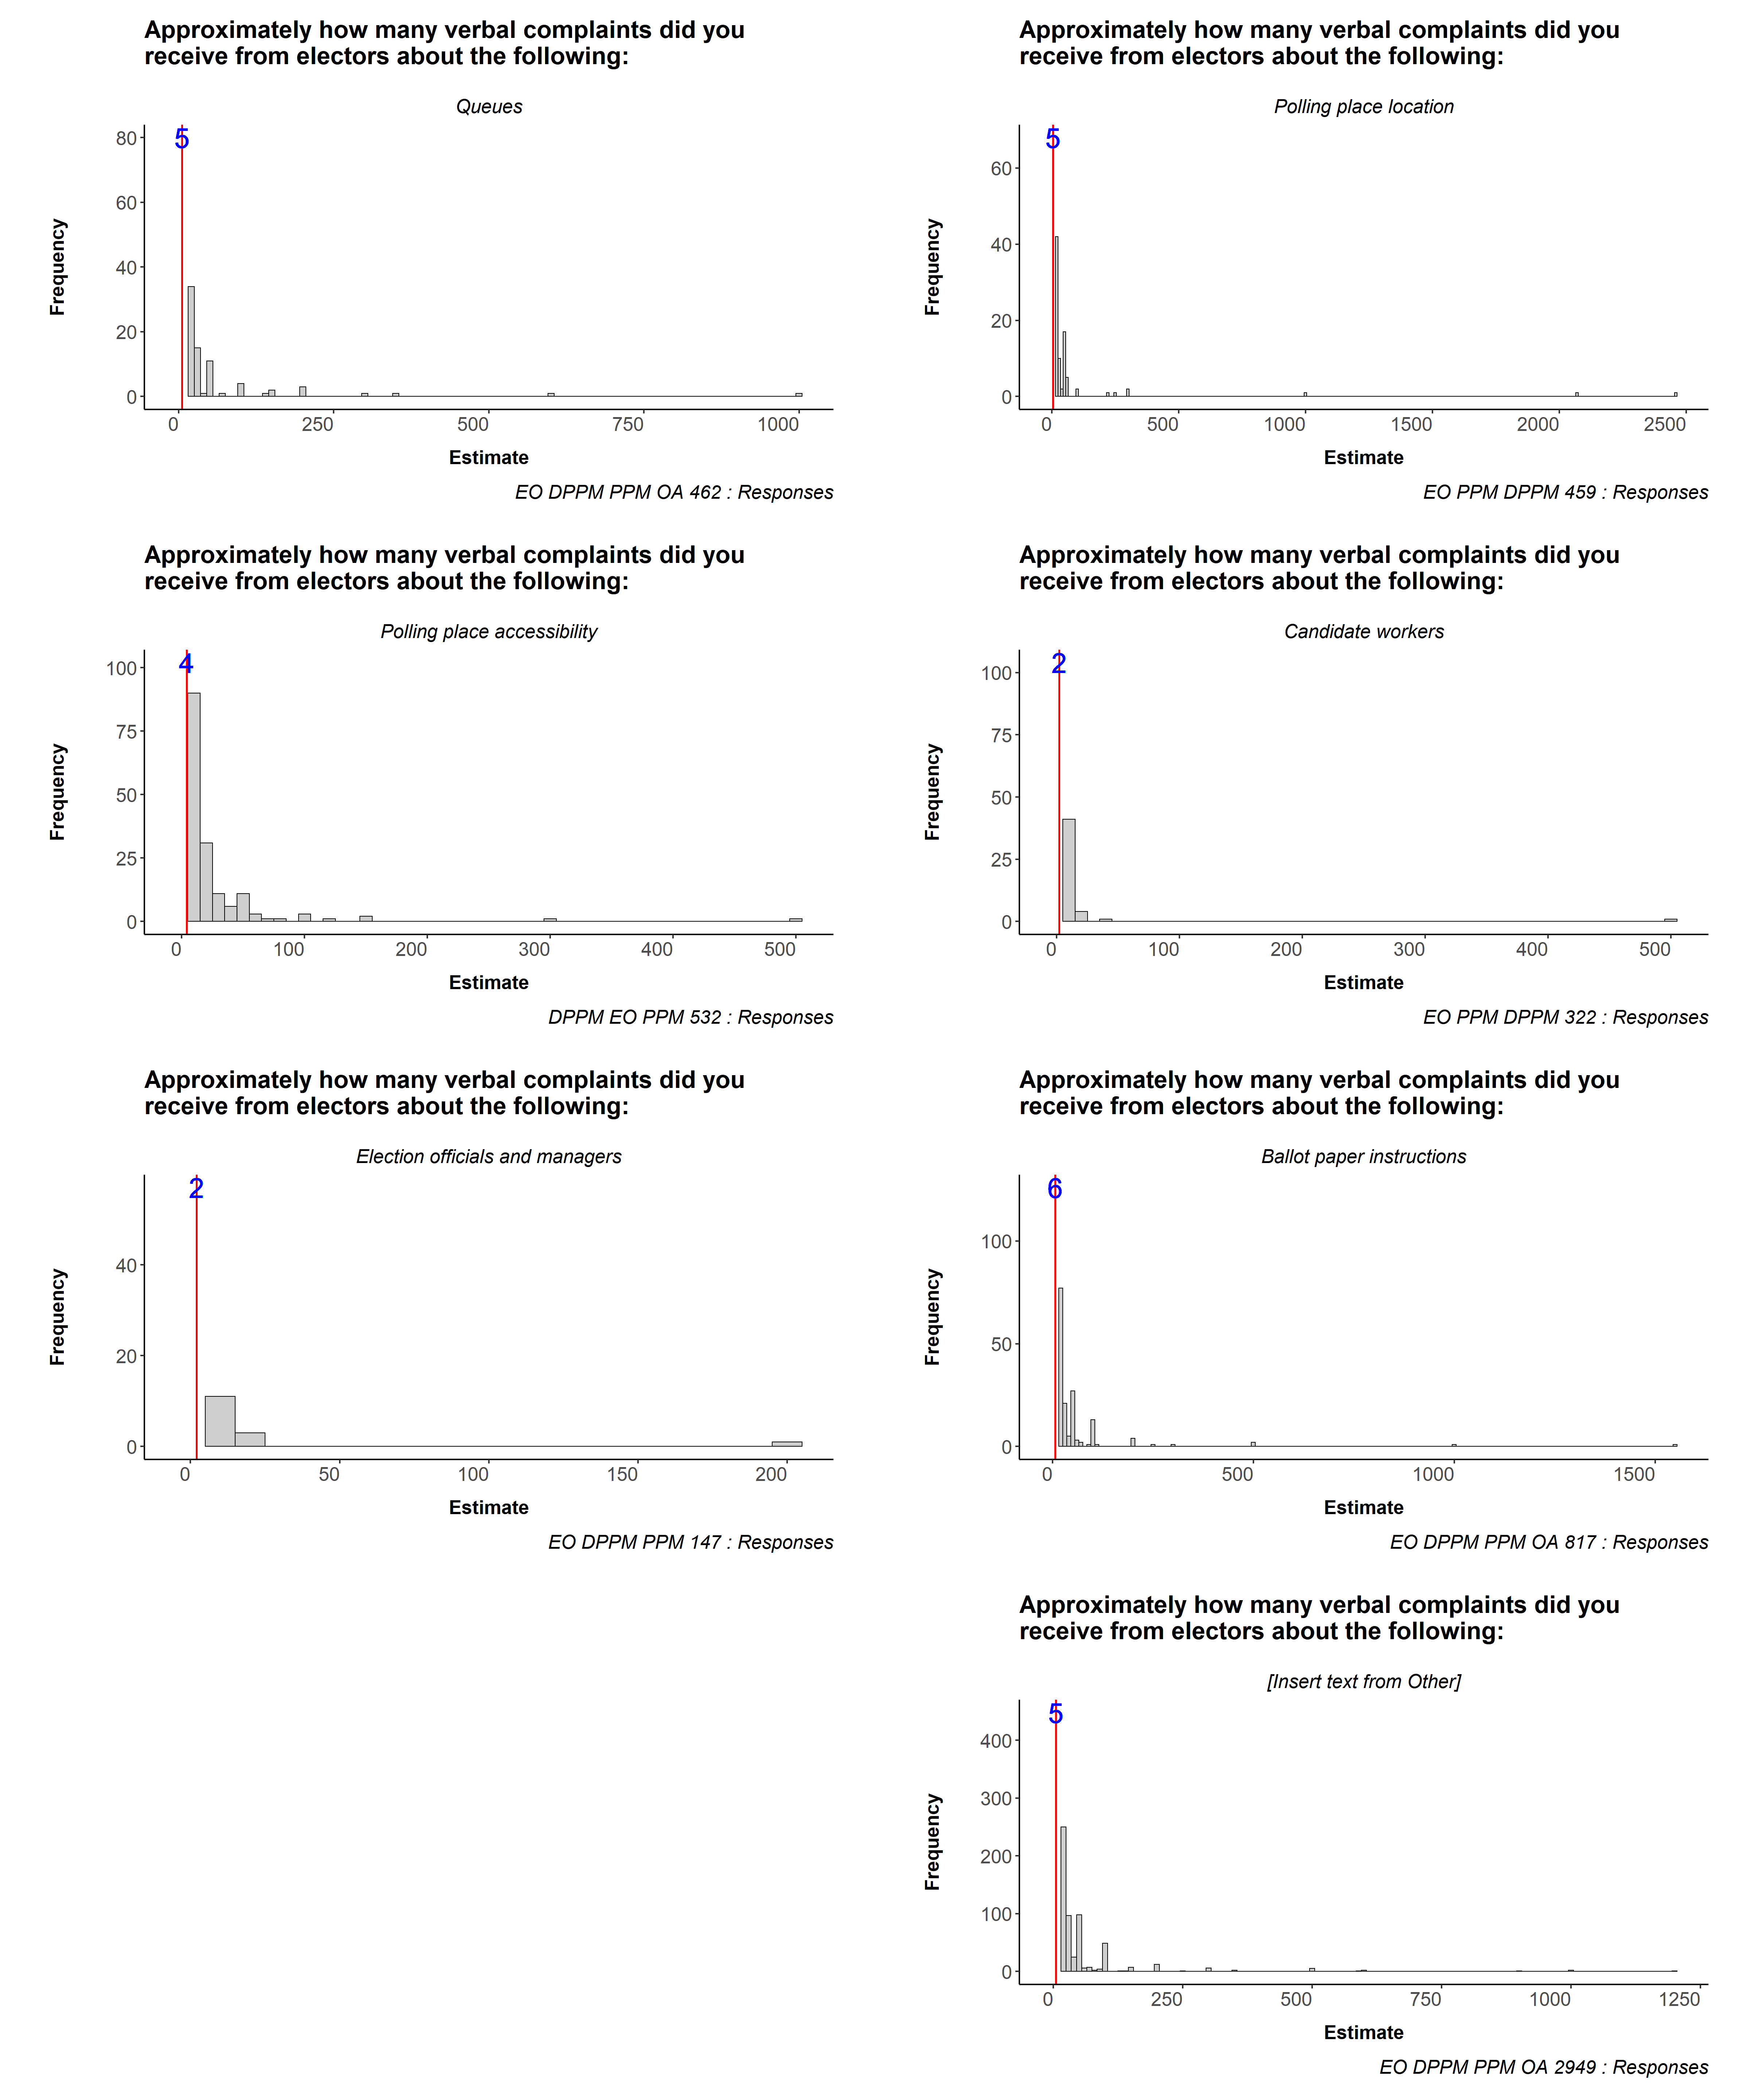 Approximately how many verbal complaints did you
receive from electors about the following:
Queues
5
80
60
40
20
0
Frequency
0 250 500 750 1000
Estimate
EO DPPM PPM OA 462 : Responses
Approximately how many verbal complaints did you
receive from electors about the following:
Polling place location
5
60
40
20
0
Frequency
0 500 1000 1500 2000 2500
Estimate
EO PPM DPPM 459 : Responses
Approximately how many verbal complaints did you
receive from electors about the following:
Polling place accessibility
4
100
75
50
25
0
Frequency
0 100 200 300 400 500
Estimate
DPPM EO PPM 532 : Responses
Approximately how many verbal complaints did you
receive from electors about the following:
Candidate workers
2
100
75
50
25
0
Frequency
0 100 200 300 400 500
Estimate
EO PPM DPPM 322 : Responses
Approximately how many verbal complaints did you
receive from electors about the following:
Election officials and managers
2
40
20
0
Frequency
0 50 100 150 200
Estimate
EO DPPM PPM 147 : Responses
Approximately how many verbal complaints did you
receive from electors about the following:
Ballot paper instructions
6
100
50
0
Frequency
0 500 1000 1500
Estimate
EO DPPM PPM OA 817 : Responses
Approximately how many verbal complaints did you
receive from electors about the following:
[Insert text from Other]
5
400
300
200
100
0
Frequency
0 250 500 750 1000 1250
Estimate
EO DPPM PPM OA 2949 : Responses